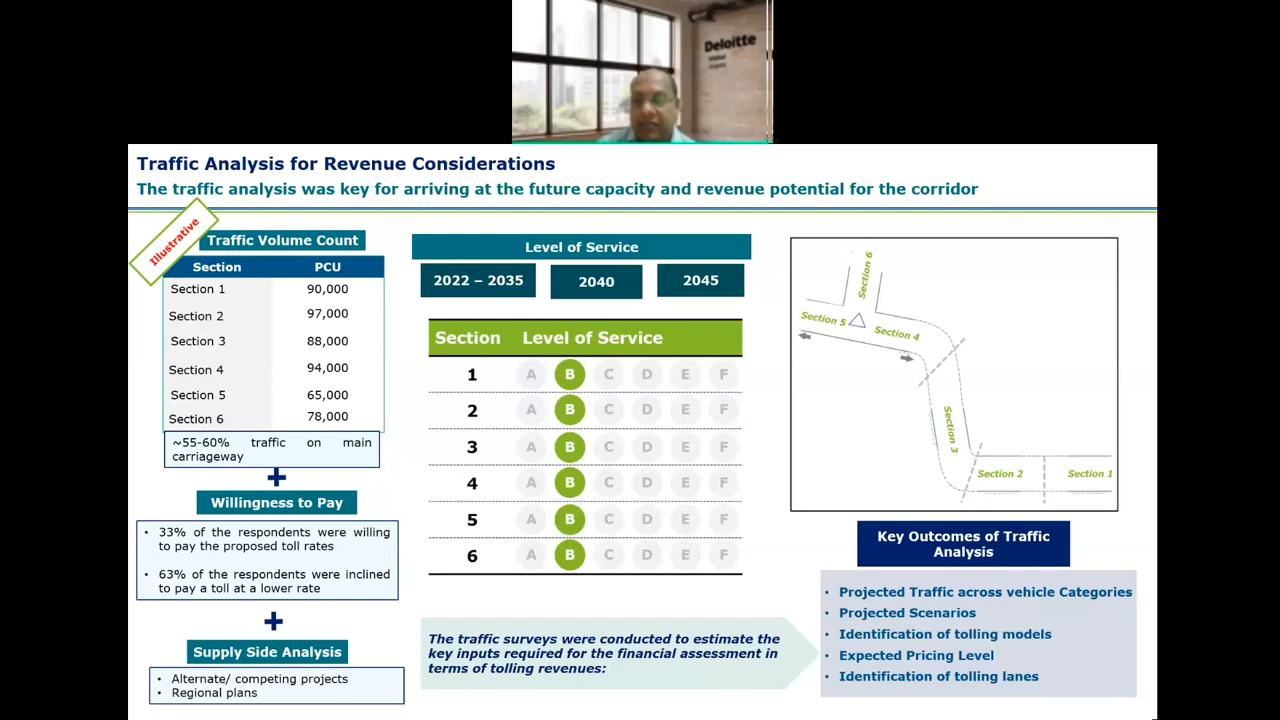 Deloitte
Traffic Analysis for Revenue Considerations
The traffic analysis was key for arriving at the future capacity and revenue potential for the corridor
Illustrative
Traffic Volume Count
Section PCU
Section 1 90,000
Section 2 97,000
Section 3 88,000
Section 4 94,000
Section 5 65,000
Section 6 78,000
~55-60% traffic on main
carriageway
+
Willingness to Pay
• 33% of the respondents were willing
to pay the proposed toll rates
• 63% of the respondents were inclined
to pay a toll at a lower rate
+
Supply Side Analysis
• Alternate/ competing projects
• Regional plans
Level of Service
2022 – 2035 2040 2045
Section Level of Service
1 A B C D E F
2 A B C D E F
3 A B C D E F
4 A B C D E F
5 A B C D E F
6 A B C D E F
The traffic surveys were conducted to estimate the
key inputs required for the financial assessment in
terms of tolling revenues:
Section 6
Section 5
Section 4
Section 3
Section 2
Section 1
Key Outcomes of Traffic
Analysis
• Projected Traffic across vehicle Categories
• Projected Scenarios
• Identification of tolling models
• Expected Pricing Level
• Identification of tolling lanes